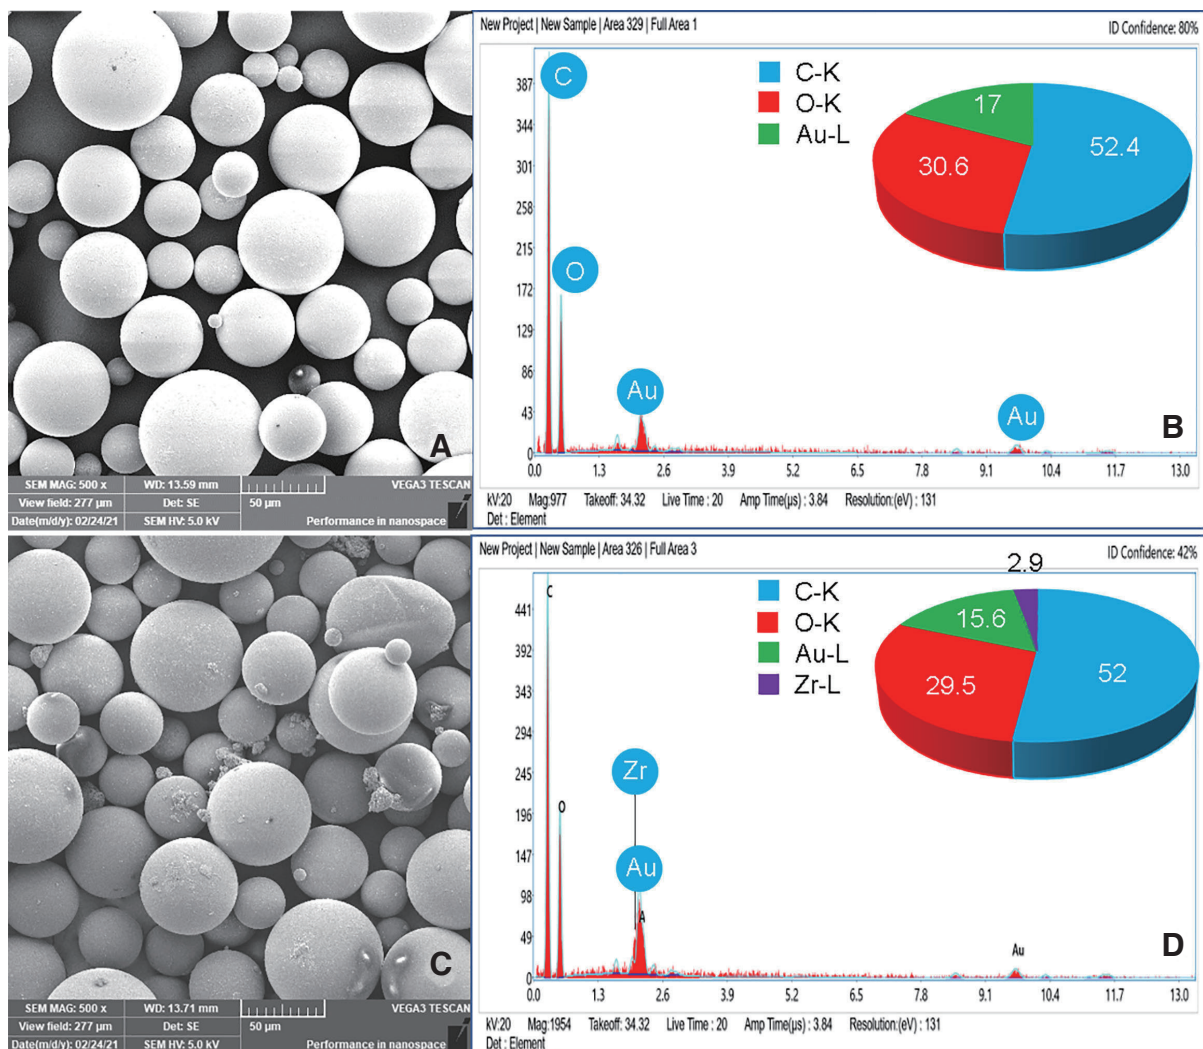 A
SEM MAG: 500 x WD: 13.59 mm VEGA3 TESCAN
View field: 277 µm Det: SE 50 µm
Date(m/d/y): 02/24/21 SEM HV: 5.0 kV Performance in nanospace
New Project | New Sample | Area 329 | Full Area 1 ID Confidence: 80%
C
O
Au
Au
C-K
O-K
Au-L
17
30.6
52.4
B
387
344
301
258
215
172
129
86
43
0
0.0 1.3 2.6 3.9 5.2 6.5 7.8 9.1 10.4 11.7 13.0
kV:20 Mag:977 Takeoff: 34.32 Live Time : 20 Amp Time(µs) : 3.84 Resolution:(eV) : 131
Det : Element
C
SEM MAG: 500 x WD: 13.71 mm VEGA3 TESCAN
View field: 277 µm Det: SE 50 µm
Date(m/d/y): 02/24/21 SEM HV: 5.0 kV Performance in nanospace
New Project | New Sample | Area 326 | Full Area 3 ID Confidence: 42%
C
O
Zr
Au
A
Au
C-K
O-K
Au-L
Zr-L
2.9
15.6
29.5
52
D
441
392
343
294
245
196
147
98
49
0
0.0 1.3 2.6 3.9 5.2 6.5 7.8 9.1 10.4 11.7 13.0
kV:20 Mag:1954 Takeoff: 34.32 Live Time : 20 Amp Time(µs) : 3.84 Resolution:(eV) : 131
Det : Element